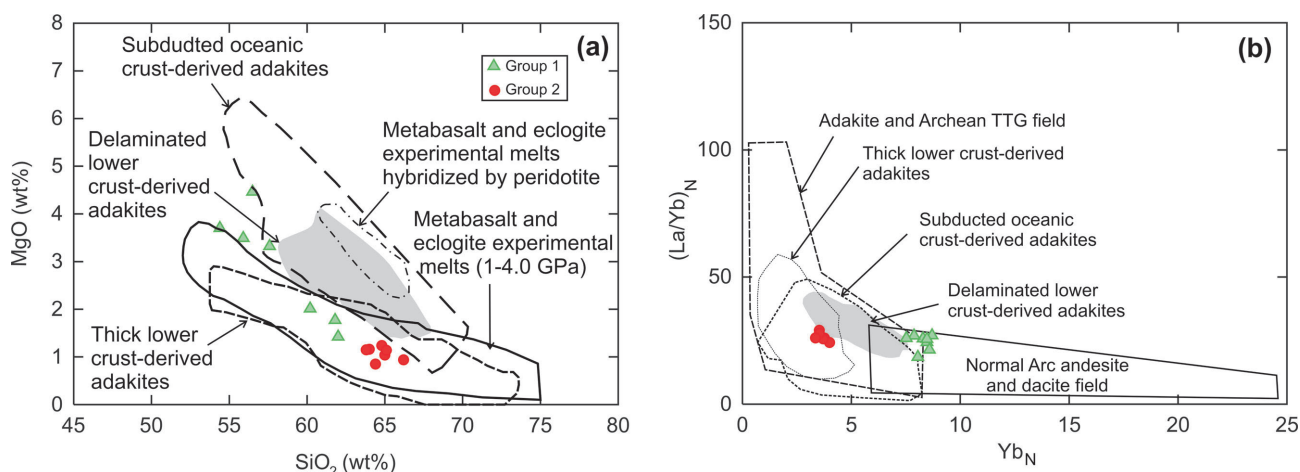 (a)
8
7
6
5
4
3
2
1
0
MgO (wt%)
45
50
55
60
65
70
75
80
SiO2 (wt%)
Subdudted oceanic
crust-derived adakites
Group 1
Group 2
Delaminated
lower
crust-derived
adakites
Metabasalt and eclogite
experimental melts
hybridized by peridotite
Metabasalt and
eclogite experimental
melts (1-4.0 GPa)
Thick lower
crust-derived
adakites
(b)
150
100
50
0
(La/Yb)N
0
5
10
15
20
25
YbN
Adakite and Archean TTG field
Thick lower crust-derived
adakites
Subducted oceanic
crust-derived adakites
Delaminated lower
crust-derived adakites
Normal Arc andesite
and dacite field